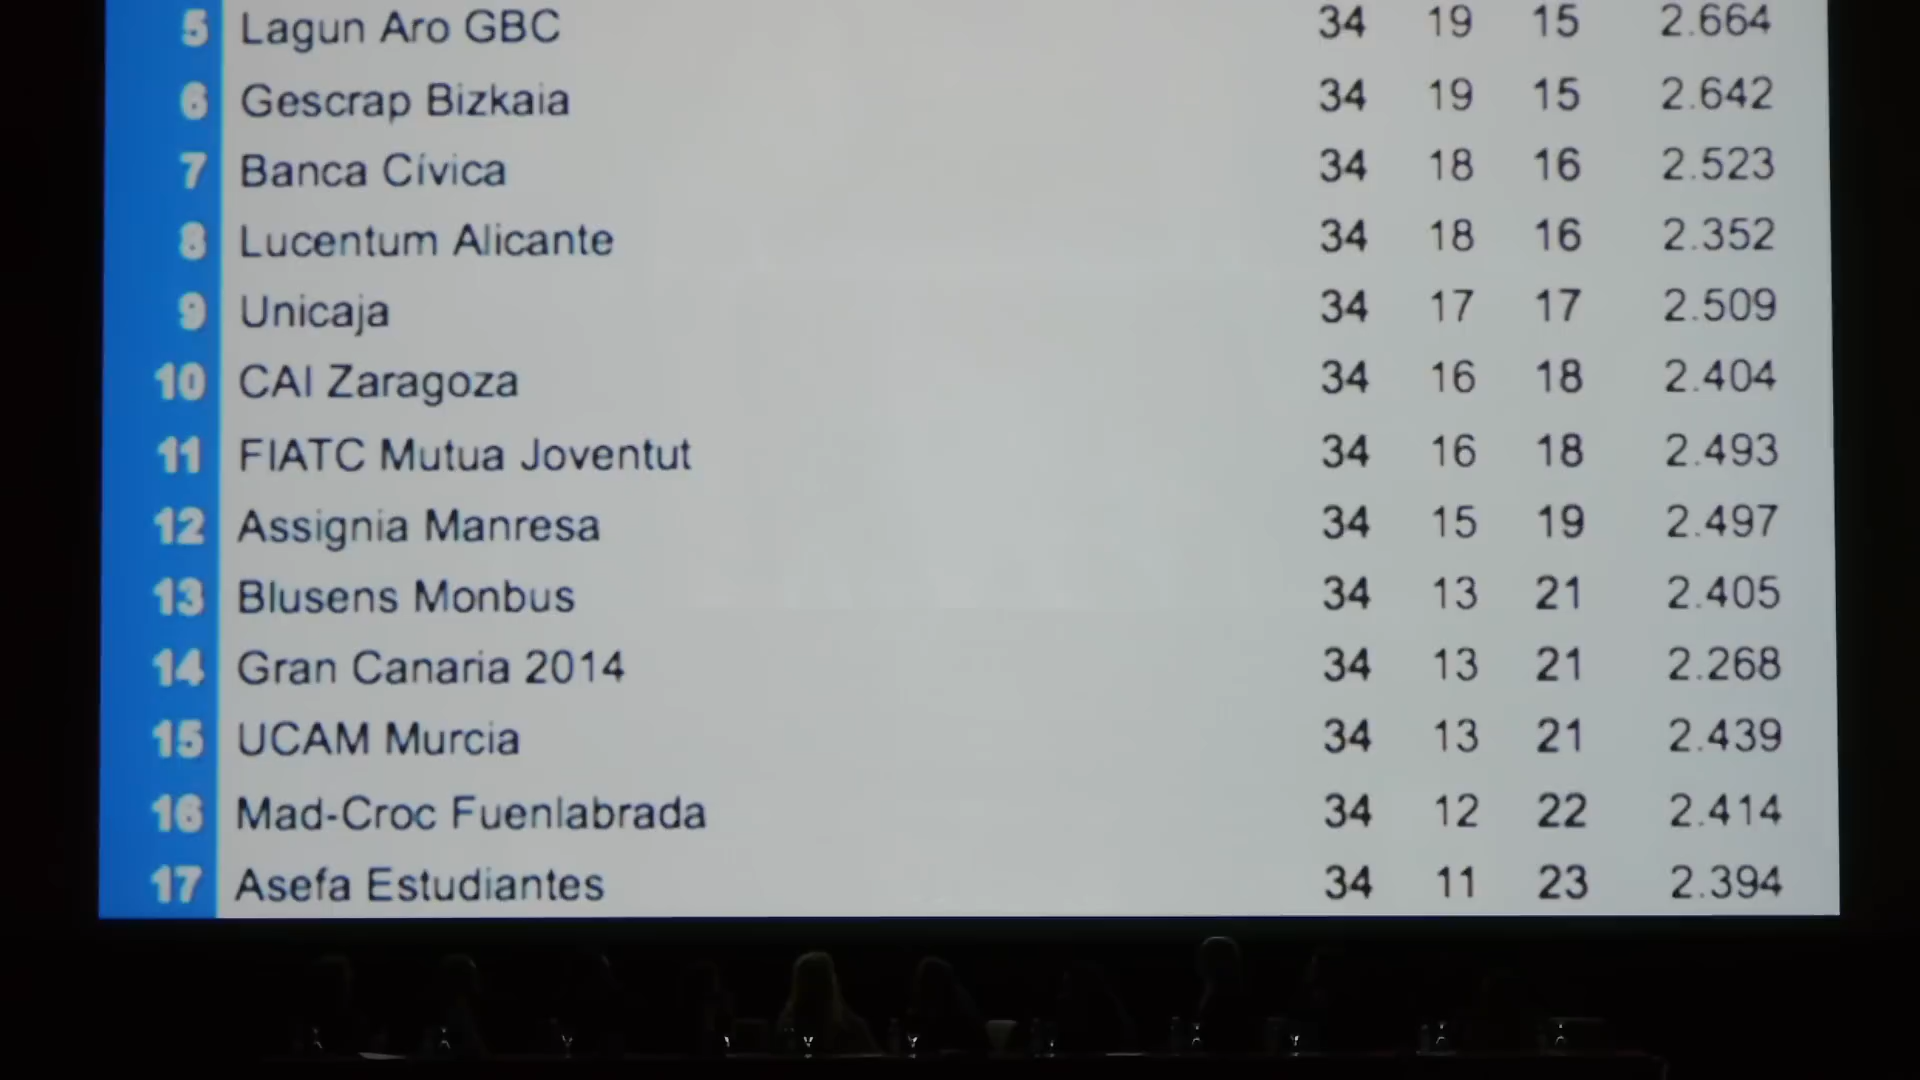 5 Lagun Aro GBC 34 19 15 2.664
6 Gescrap Bizkaia 34 19 15 2.642
7 Banca Cívica 34 18 16 2.523
8 Lucentum Alicante 34 18 16 2.352
9 Unicaja 34 17 17 2.509
10 CAI Zaragoza 34 16 18 2.404
11 FIATC Mutua Joventut 34 16 18 2.493
12 Assignia Manresa 34 15 19 2.497
13 Blusens Monbus 34 13 21 2.405
14 Gran Canaria 2014 34 13 21 2.268
15 UCAM Murcia 34 13 21 2.439
16 Mad-Croc Fuenlabrada 34 12 22 2.414
17 Asefa Estudiantes 34 11 23 2.394